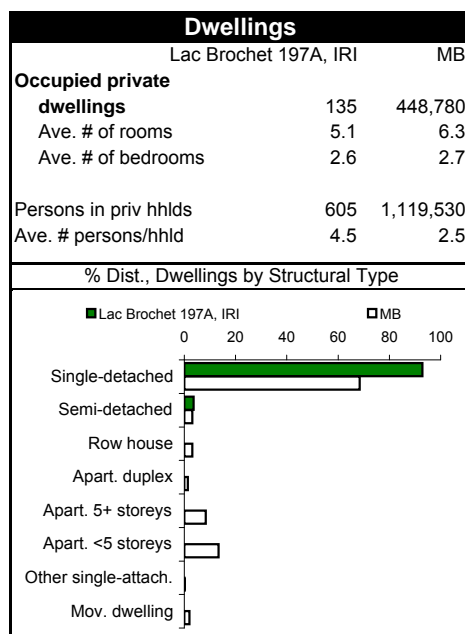 Dwellings
Lac Brochet 197A, IRI MB
Occupied private
dwellings 135 448,780
Ave. # of rooms 5.1 6.3
Ave. # of bedrooms 2.6 2.7
Persons in priv hhlds 605 1,119,530
Ave. # persons/hhld 4.5 2.5
% Dist., Dwellings by Structural Type
Lac Brochet 197A, IRI MB
0 20 40 60 80 100
Single-detached
Semi-detached
Row house
Apart. duplex
Apart. 5+ storeys
Apart. <5 storeys
Other single-attach.
Mov. dwelling